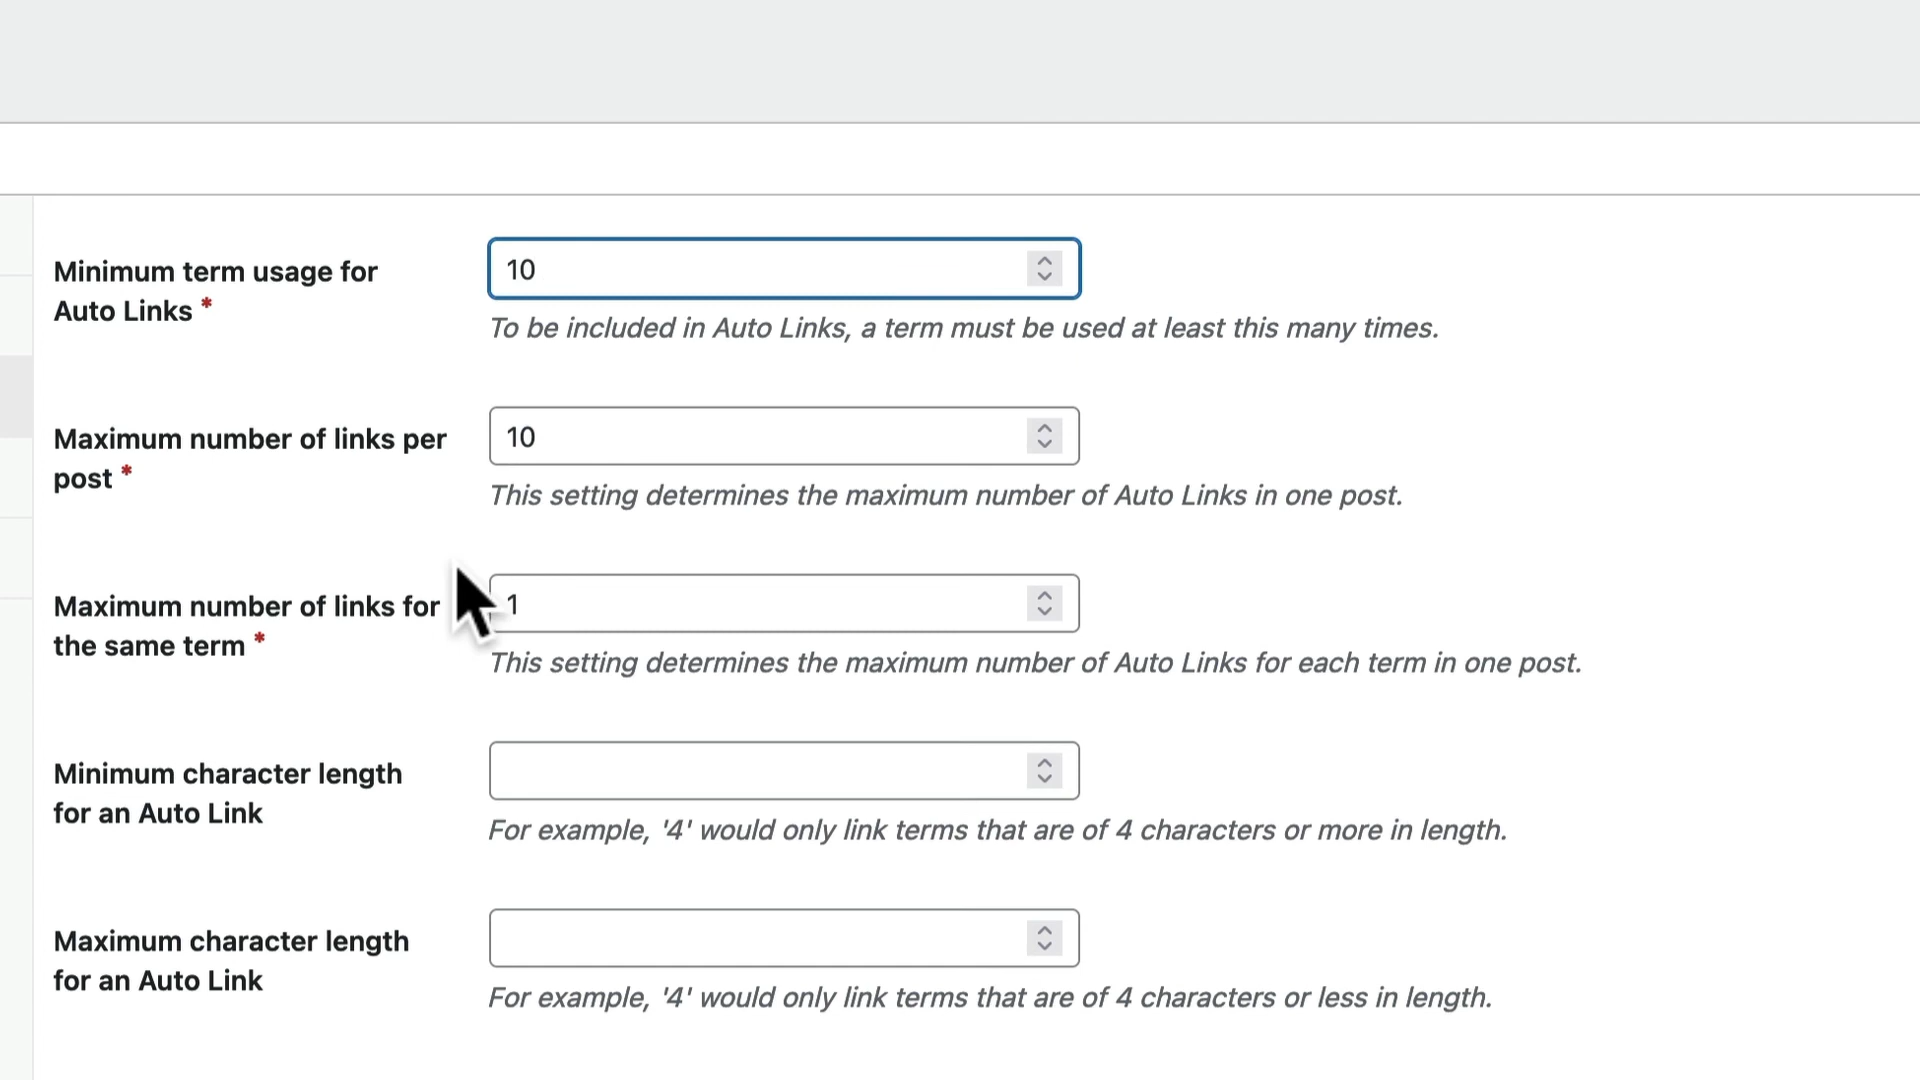 Minimum term usage for
Auto Links *
10
To be included in Auto Links, a term must be used at least this many times.
Maximum number of links per
post *
10
This setting determines the maximum number of Auto Links in one post.
Maximum number of links for
the same term *
1
This setting determines the maximum number of Auto Links for each term in one post.
Minimum character length
for an Auto Link
For example, '4' would only link terms that are of 4 characters or more in length.
Maximum character length
for an Auto Link
For example, '4' would only link terms that are of 4 characters or less in length.